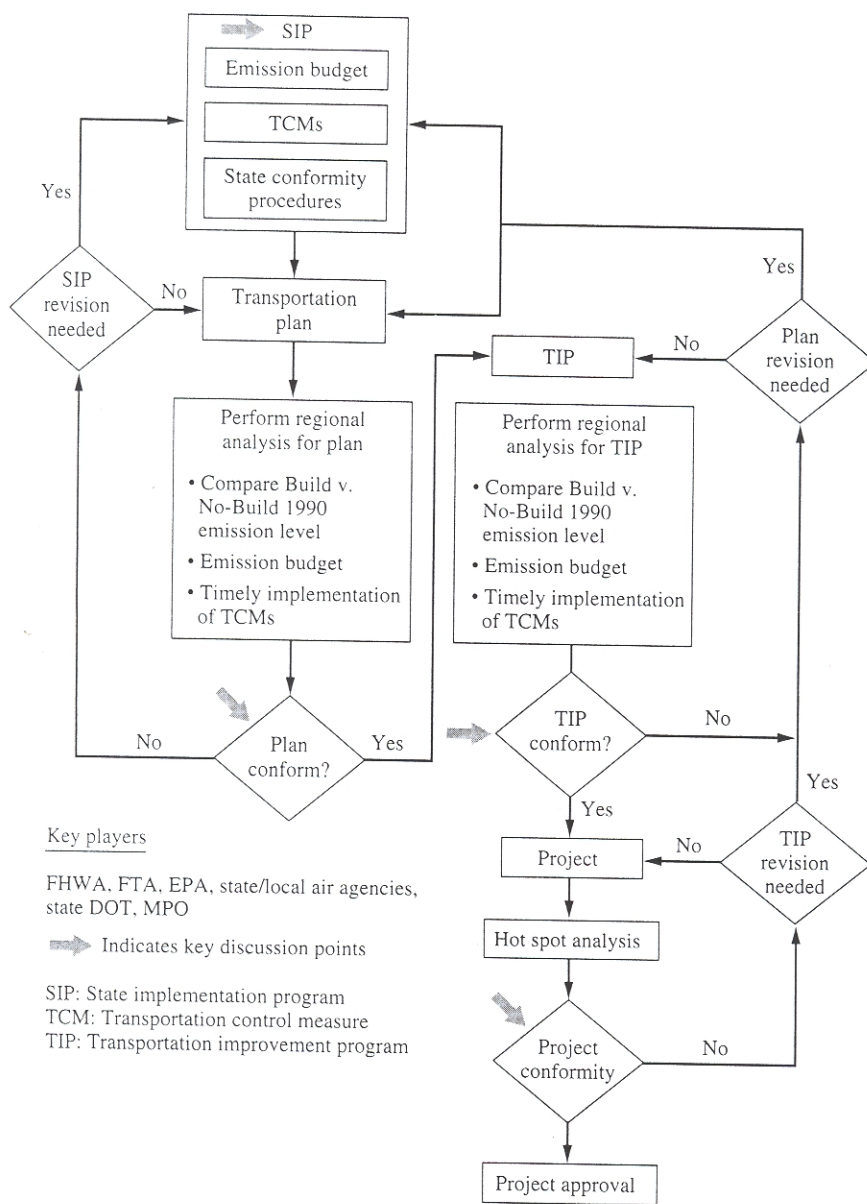 SIP
Emission budget
TCMs
State conformity
procedures
Yes
SIP
revision
needed
No
Transportation
plan
Perform regional
analysis for plan
• Compare Build v.
No-Build 1990
emission level
• Emission budget
• Timely implementation
of TCMs
No
Plan
conform?
Yes
Yes
Plan
revision
needed
No
TIP
Perform regional
analysis for TIP
• Compare Build v.
No-Build 1990
emission level
• Emission budget
• Timely implementation
of TCMs
TIP
conform?
No
Yes
Yes
TIP
revision
needed
No
Project
Hot spot analysis
Project
conformity
No
Project approval
Key players
FHWA, FTA, EPA, state/local air agencies,
state DOT, MPO
Indicates key discussion points
SIP: State implementation program
TCM: Transportation control measure
TIP: Transportation improvement program